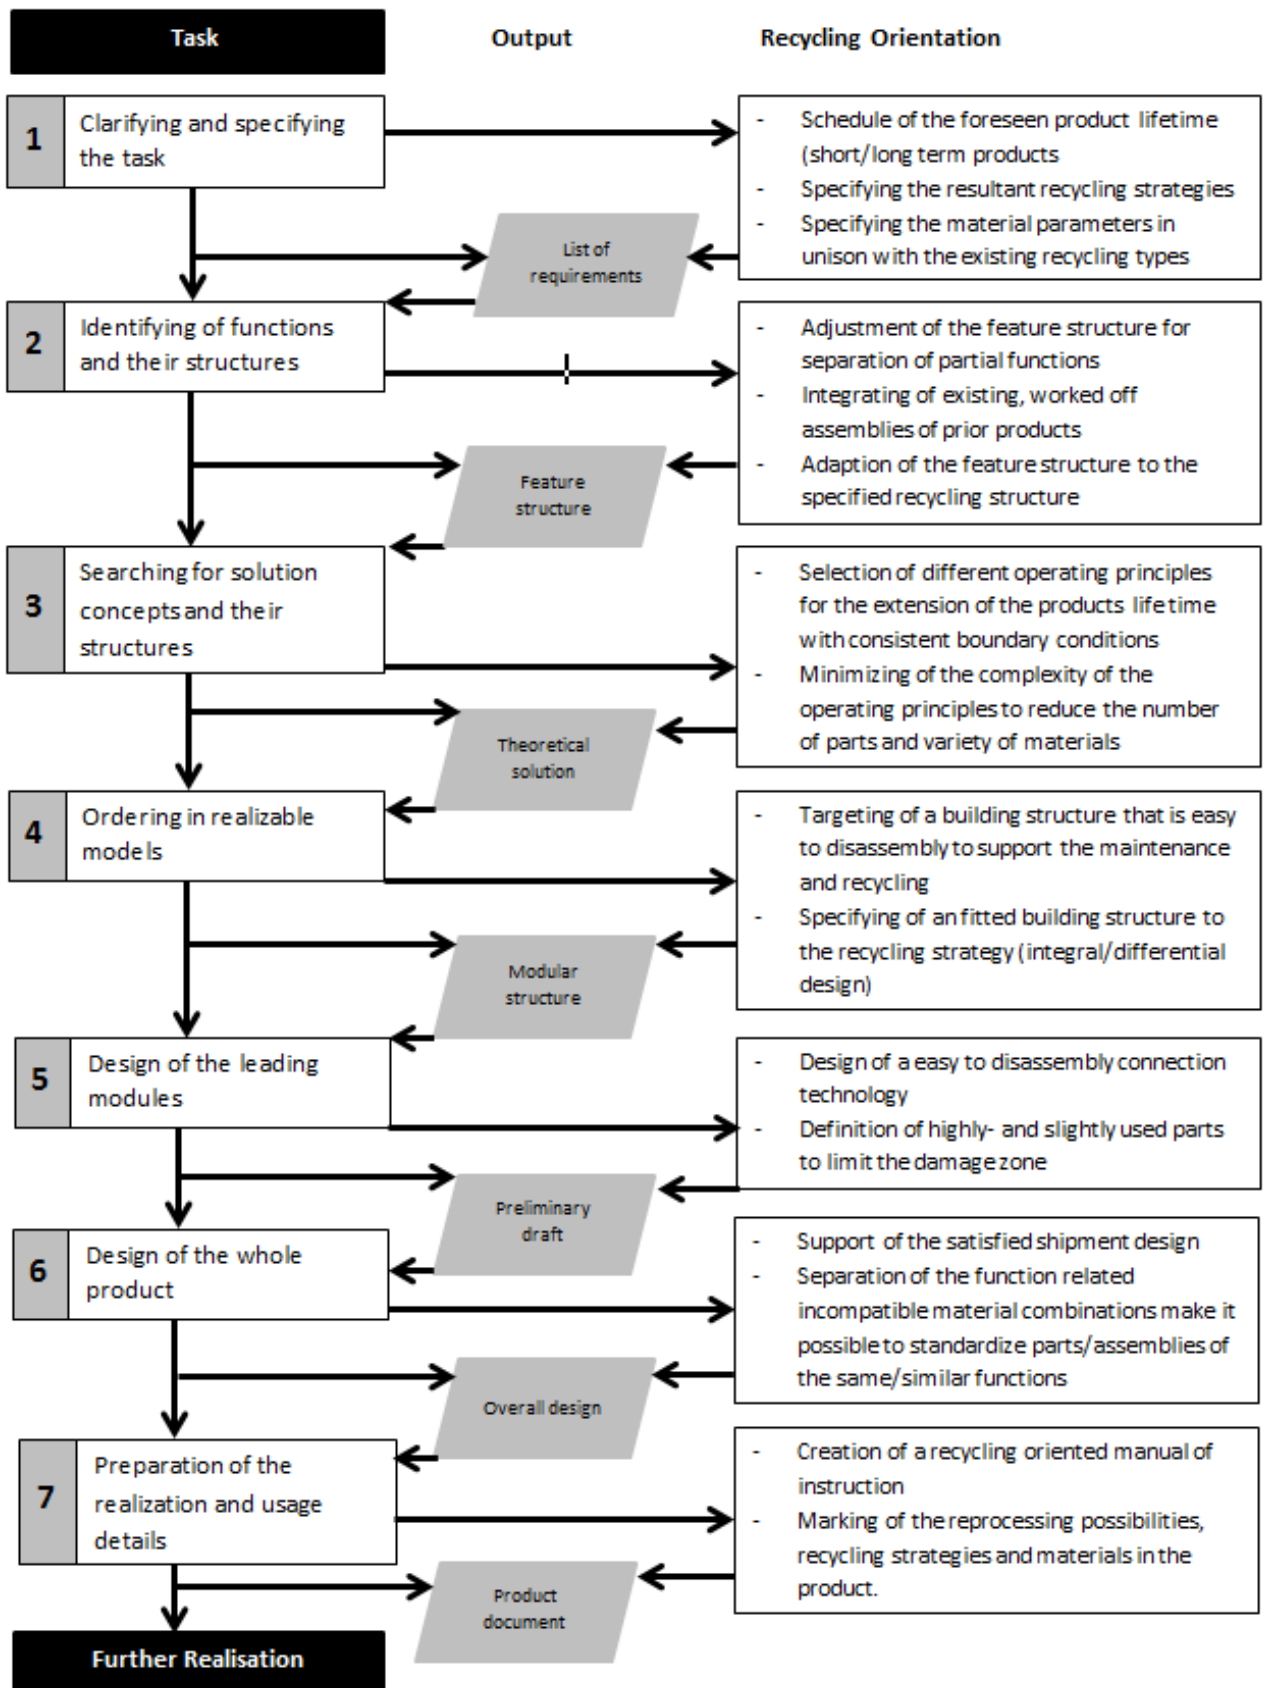 Task
Output
Recycling Orientation
1
Clarifying and specifying
the task
- Schedule of the foreseen product lifetime
(short/long term products
- Specifying the resultant recycling strategies
- Specifying the material parameters in
unison with the existing recycling types
List of
requirements
2
Identifying of functions
and their structures
- Adjustment of the feature structure for
separation of partial functions
- Integrating of existing, worked off
assemblies of prior products
- Adaption of the feature structure to the
specified recycling structure
Feature
structure
3
Searching for solution
concepts and their
structures
- Selection of different operating principles
for the extension of the products lifetime
with consistent boundary conditions
- Minimizing of the complexity of the
operating principles to reduce the number
of parts and variety of materials
Theoretical
solution
4
Ordering in realizable
models
- Targeting of a building structure that is easy
to disassembly to support the maintenance
and recycling
- Specifying of an fitted building structure to
the recycling strategy (integral/differential
design)
Modular
structure
5
Design of the leading
modules
- Design of a easy to disassembly connection
technology
- Definition of highly- and slightly used parts
to limit the damage zone
Preliminary
draft
6
Design of the whole
product
- Support of the satisfied shipment design
- Separation of the function related
incompatible material combinations make it
possible to standardize parts/assemblies of
the same/similar functions
Overall design
7
Preparation of the
realization and usage
details
- Creation of a recycling oriented manual of
instruction
- Marking of the reprocessing possibilities,
recycling strategies and materials in the
product.
Product
document
Further Realisation